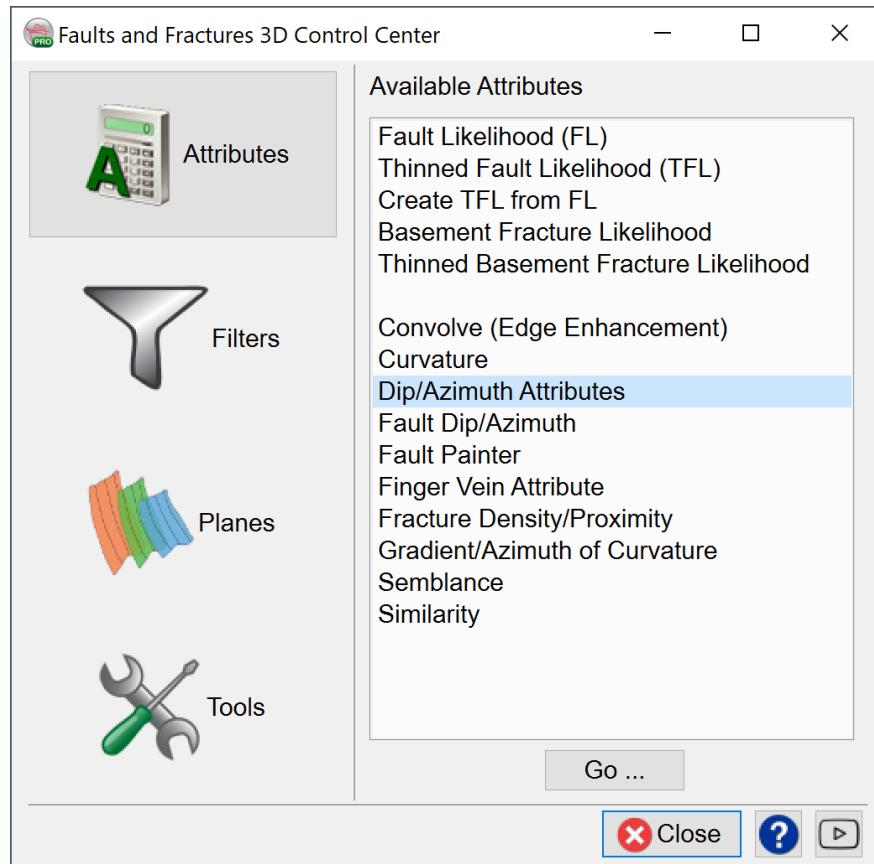 PRO Faults and Fractures 3D Control Center
Attributes
Filters
Planes
Tools
Available Attributes
Fault Likelihood (FL)
Thinned Fault Likelihood (TFL)
Create TFL from FL
Basement Fracture Likelihood
Thinned Basement Fracture Likelihood
Convolve (Edge Enhancement)
Curvature
Dip/Azimuth Attributes
Fault Dip/Azimuth
Fault Painter
Finger Vein Attribute
Fracture Density/Proximity
Gradient/Azimuth of Curvature
Semblance
Similarity
Go ...
Close